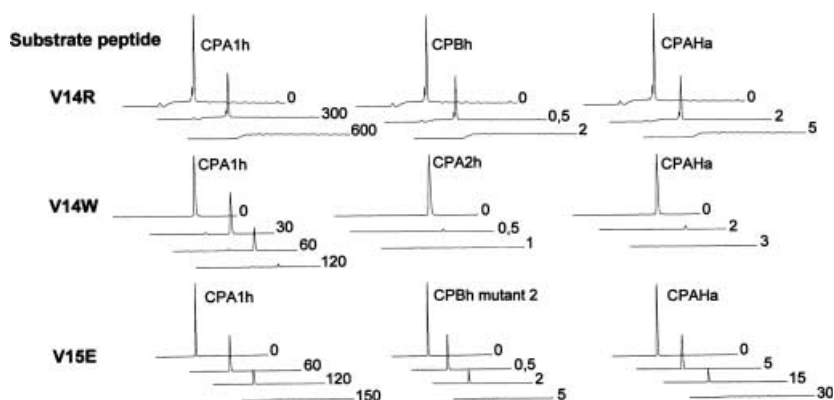 Substrate peptide
CPA1h CPBh CPAHa
V14R
0 0 0
300 0,5 2
600 2 5
CPA1h CPA2h CPAHa
V14W
0 0 0
30 0,5 2
60 1 3
120
CPA1h CPBh mutant 2 CPAHa
V15E
0 0 0
60 0,5 5
120 2 15
150 5 30